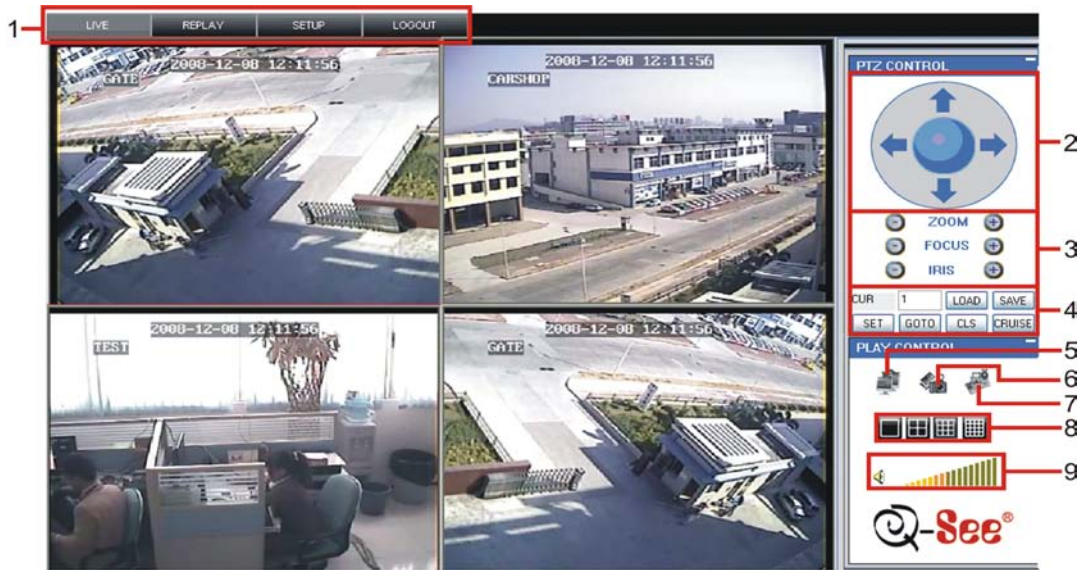 1
LIVE REPLAY SETUP LOGOUT
2008-12-08 12:11:56
GATE
2008-12-08 12:11:56
CARSHOP
2008-12-08 12:11:56
TEST
2008-12-08 12:11:56
GATE
PTZ CONTROL
2
ZOOM
FOCUS
IRIS
3
CUR 1 LOAD SAVE
SET GOTO CLS CRUISE
4
PLAY CONTROL
5
6
7
8
9
Q-See®